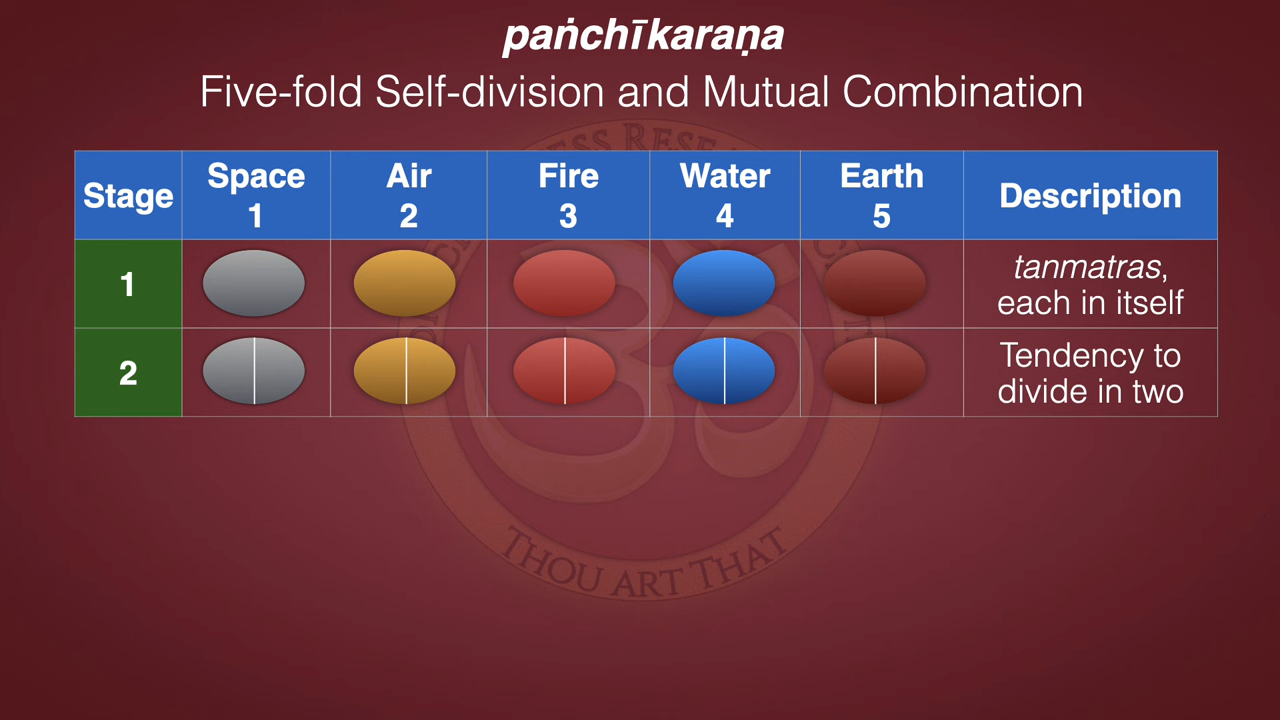 paṅchīkaraṇa
Five-fold Self-division and Mutual Combination
Stage
Space
1
Air
2
Fire
3
Water
4
Earth
5
Description
1
tanmatras,
each in itself
2
Tendency to
divide in two
THOU ART THAT